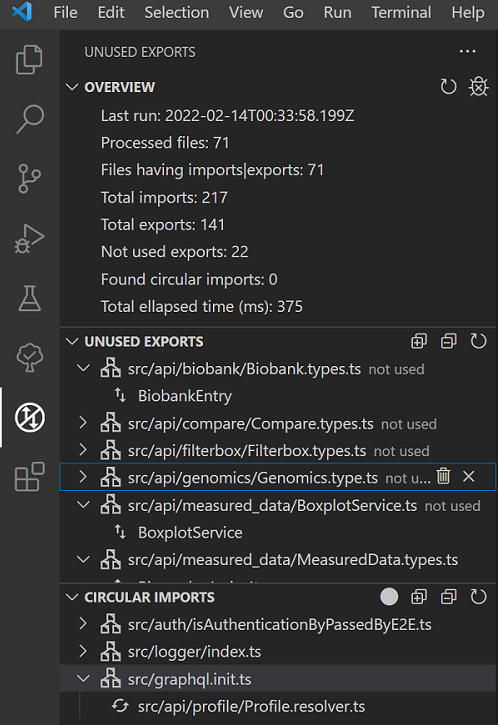 File Edit Selection View Go Run Terminal Help
UNUSED EXPORTS
OVERVIEW
Last run: 2022-02-14T00:33:58.199Z
Processed files: 71
Files having imports|exports: 71
Total imports: 217
Total exports: 141
Not used exports: 22
Found circular imports: 0
Total ellapsed time (ms): 375
UNUSED EXPORTS
src/api/biobank/Biobank.types.ts not used
BiobankEntry
src/api/compare/Compare.types.ts not used
src/api/filterbox/Filterbox.types.ts not used
src/api/genomics/Genomics.type.ts not u...
src/api/measured_data/BoxplotService.ts not used
BoxplotService
src/api/measured_data/MeasuredData.types.ts
CIRCULAR IMPORTS
src/auth/isAuthenticationByPassedByE2E.ts
src/logger/index.ts
src/graphql.init.ts
src/api/profile/Profile.resolver.ts